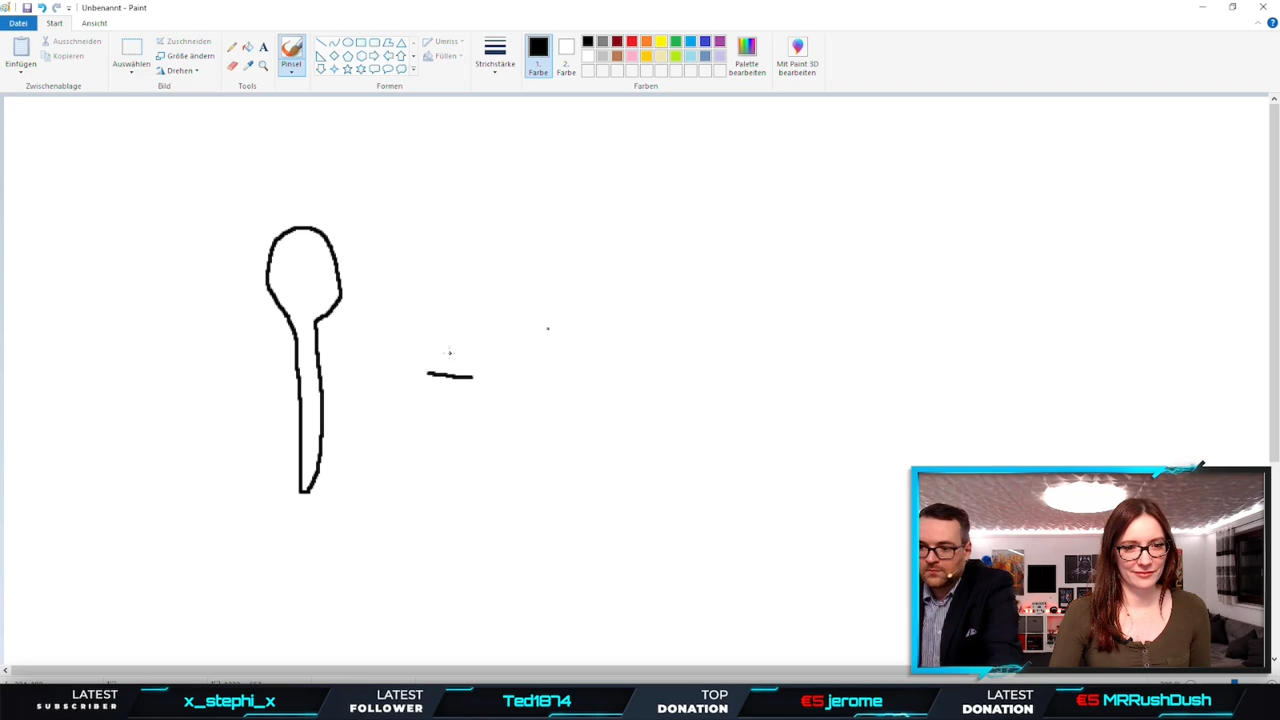 Unbenannt - Paint
Datei
Start
Ansicht
Einfügen
Ausschneiden
Kopieren
Zwischenablage
Auswählen
Zuschneiden
Größe ändern
Drehen
Bild
A
Tools
Pinsel
Formen
Umriss
Füllen
Strichstärke
1.
Farbe
2.
Farbe
Farben
Palette
bearbeiten
Mit Paint 3D
bearbeiten
LATEST
SUBSCRIBER
x_stephi_x
LATEST
FOLLOWER
Ted1874
TOP
DONATION
€5 jerome
LATEST
DONATION
€5 MRRushDush